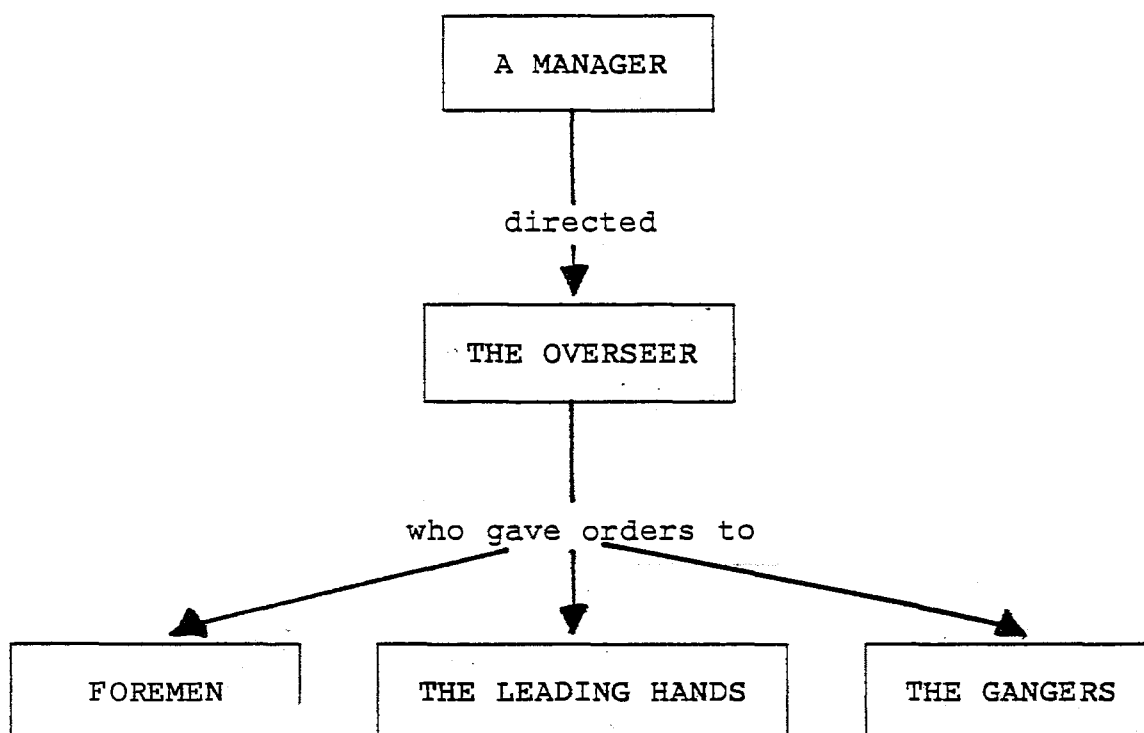 A MANAGER
directed
THE OVERSEER
who gave orders to
FOREMEN
THE LEADING HANDS
THE GANGERS